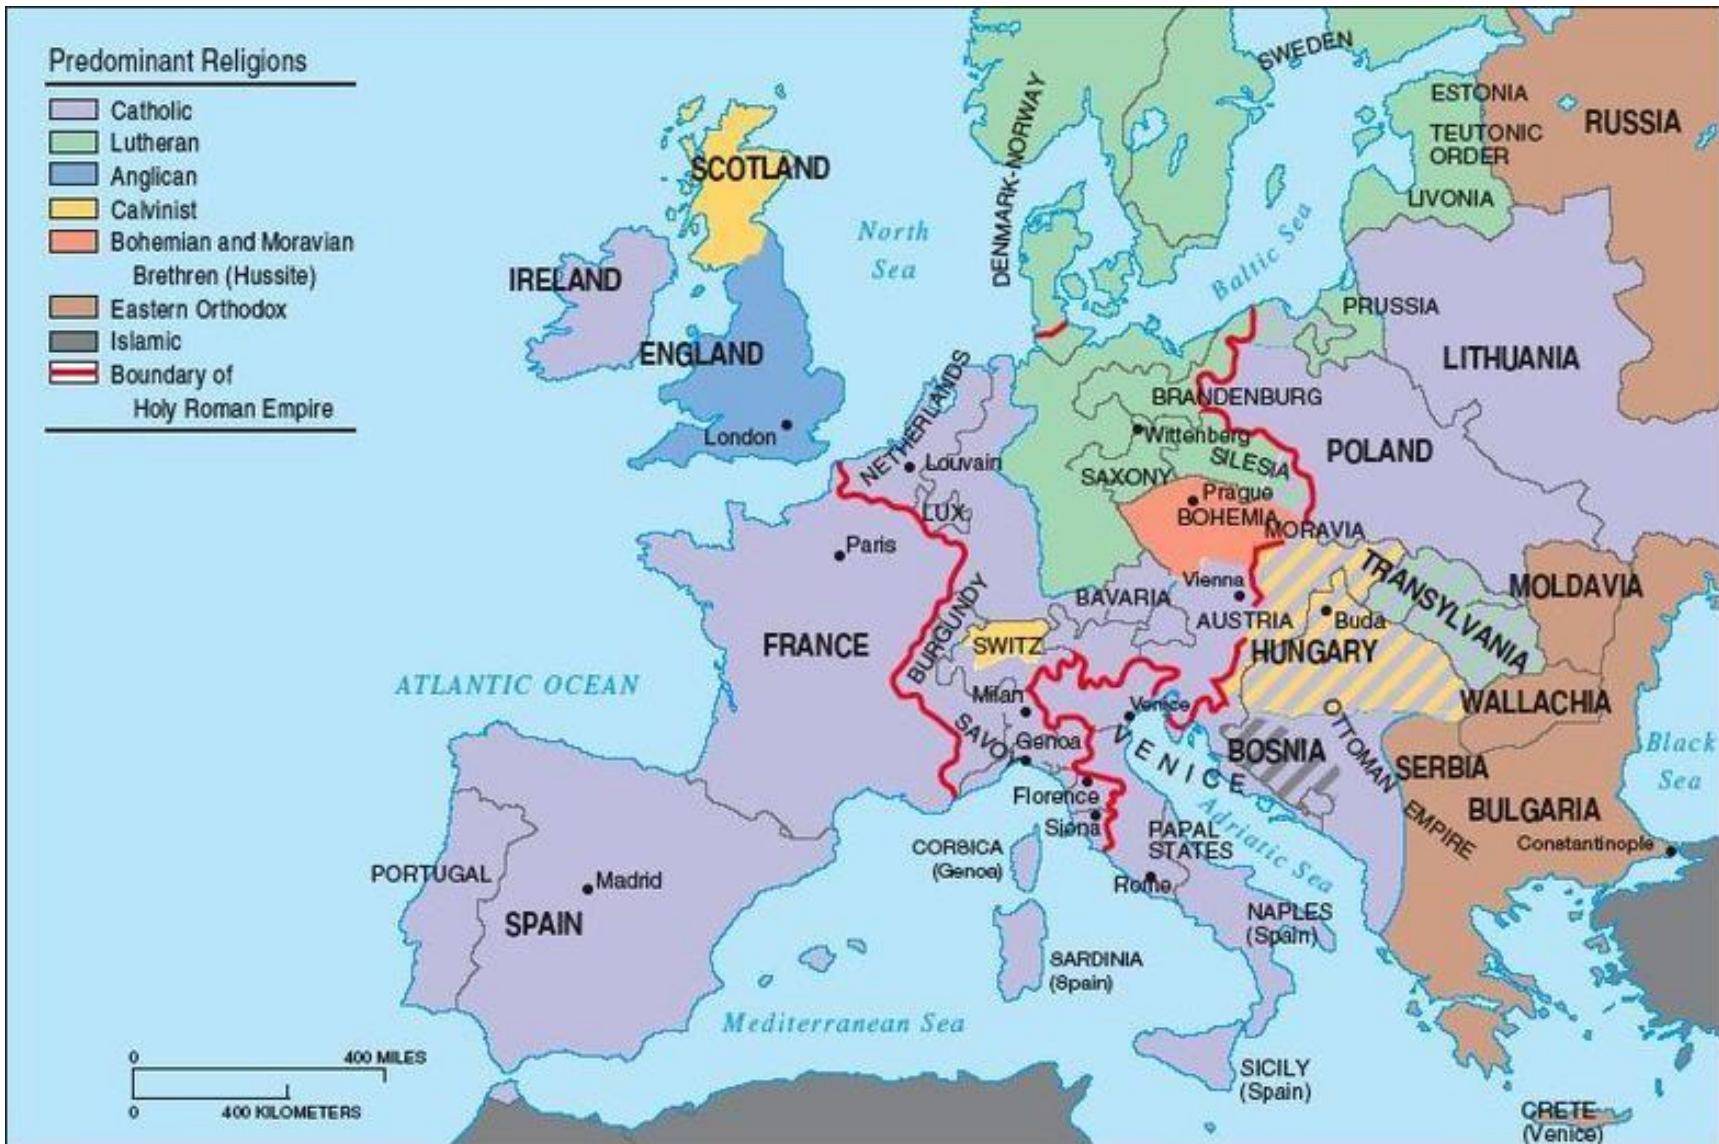 Predominant Religions
Catholic
Lutheran
Anglican
Calvinist
Bohemian and Moravian
Brethren (Hussite)
Eastern Orthodox
Islamic
Boundary of
Holy Roman Empire
SWEDEN
ESTONIA
RUSSIA
TEUTONIC
ORDER
DENMARK-NORWAY
SCOTLAND
LIVONIA
North
Sea
Baltic Sea
IRELAND
PRUSSIA
ENGLAND
LITHUANIA
NETHERLANDS
BRANDENBURG
London
Wittenberg
POLAND
Louvain
SILESIA
SAXONY
Prague
LUX.
BOHEMIA
MORAVIA
Paris
TRANSYLVANIA
MOLDAVIA
Vienna
BAVARIA
AUSTRIA
Buda
BURGUNDY
FRANCE
SWITZ
HUNGARY
ATLANTIC OCEAN
Milan
Venice
WALLACHIA
SAVOY
Genoa
VENICE
BOSNIA
OTTOMAN
EMPIRE
SERBIA
Black
Sea
Florence
BULGARIA
Siena
Adriatic Sea
PAPAL
STATES
Constantinople
CORSICA
(Genoa)
PORTUGAL
Madrid
Rome
SPAIN
NAPLES
(Spain)
SARDINIA
(Spain)
Mediterranean Sea
0
400 MILES
0
400 KILOMETERS
SICILY
(Spain)
CRETE
(Venice)